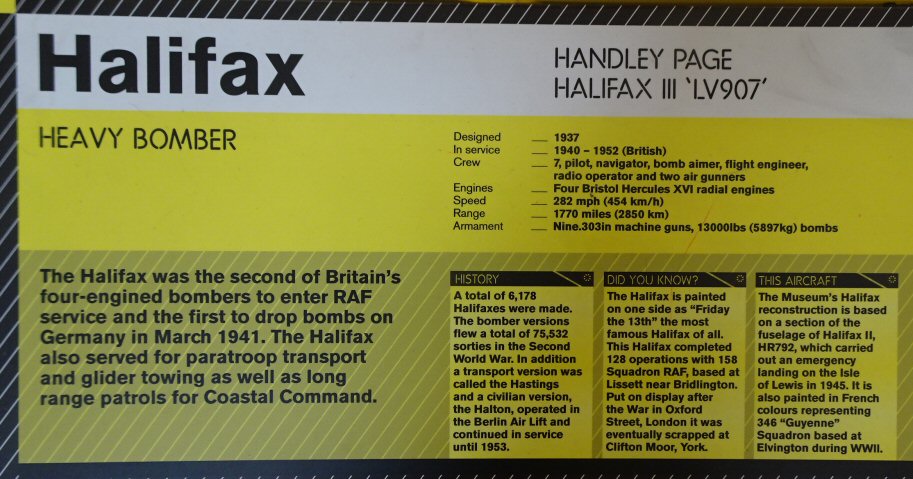 Halifax
HANDLEY PAGE
HALIFAX III 'LV907'
HEAVY BOMBER
Designed __ 1937
In service __ 1940 – 1952 (British)
Crew __ 7, pilot, navigator, bomb aimer, flight engineer,
radio operator and two air gunners
Engines __ Four Bristol Hercules XVI radial engines
Speed __ 282 mph (454 km/h)
Range __ 1770 miles (2850 km)
Armament __ Nine.303in machine guns, 13000lbs (5897kg) bombs
The Halifax was the second of Britain's
four-engined bombers to enter RAF
service and the first to drop bombs on
Germany in March 1941. The Halifax
also served for paratroop transport
and glider towing as well as long
range patrols for Coastal Command.
HISTORY
A total of 6,178
Halifaxes were made.
The bomber versions
flew a total of 75,532
sorties in the Second
World War. In addition
a transport version was
called the Hastings
and a civilian version,
the Halton, operated in
the Berlin Air Lift and
continued in service
until 1953.
DID YOU KNOW?
The Halifax is painted
on one side as "Friday
the 13th" the most
famous Halifax of all.
This Halifax completed
128 operations with 158
Squadron RAF, based at
Lissett near Bridlington.
Put on display after
the War in Oxford
Street, London it was
eventually scrapped at
Clifton Moor, York.
THIS AIRCRAFT
The Museum's Halifax
reconstruction is based
on a section of the
fuselage of Halifax II,
HR792, which carried
out an emergency
landing on the Isle
of Lewis in 1945. It is
also painted in French
colours representing
346 "Guyenne"
Squadron based at
Elvington during WWII.